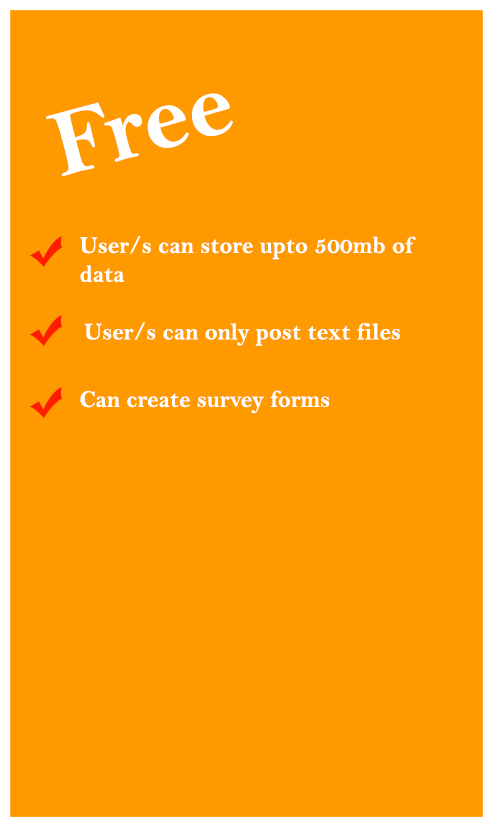 Free
User/s can store upto 500mb of
data
User/s can only post text files
Can create survey forms